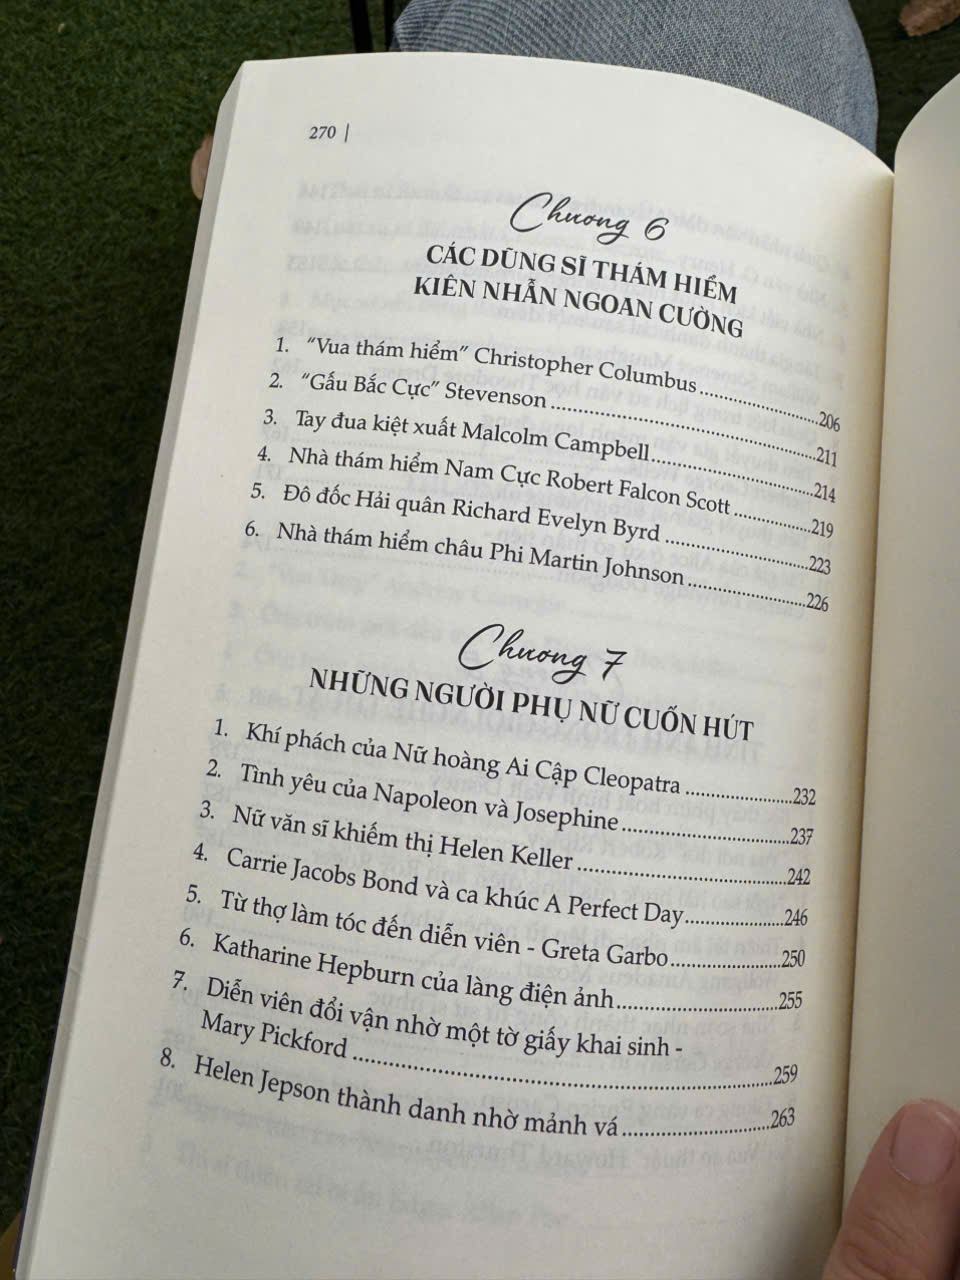 270 |
Chương 6
CÁC DŨNG SĨ THÁM HIỂM
KIÊN NHẪN NGOAN CƯỜNG
1. “Vua thám hiểm” Christopher Columbus ........................206
2. “Gấu Bắc Cực” Stevenson ........................211
3. Tay đua kiệt xuất Malcolm Campbell........................214
4. Nhà thám hiểm Nam Cực Robert Falcon Scott ...............219
5. Đô đốc Hải quân Richard Evelyn Byrd ........................223
6. Nhà thám hiểm châu Phi Martin Johnson ........................226
Chương 7
NHỮNG NGƯỜI PHỤ NỮ CUỐN HÚT
1. Khí phách của Nữ hoàng Ai Cập Cleopatra ........................232
2. Tình yêu của Napoleon và Josephine ........................237
3. Nữ văn sĩ khiếm thị Helen Keller ........................242
4. Carrie Jacobs Bond và ca khúc A Perfect Day...............246
5. Từ thợ làm tóc đến diễn viên - Greta Garbo ...............250
6. Katharine Hepburn của làng điện ảnh........................255
7. Diễn viên đổi vận nhờ một tờ giấy khai sinh -
Mary Pickford ........................259
8. Helen Jepson thành danh nhờ mảnh vá ........................263